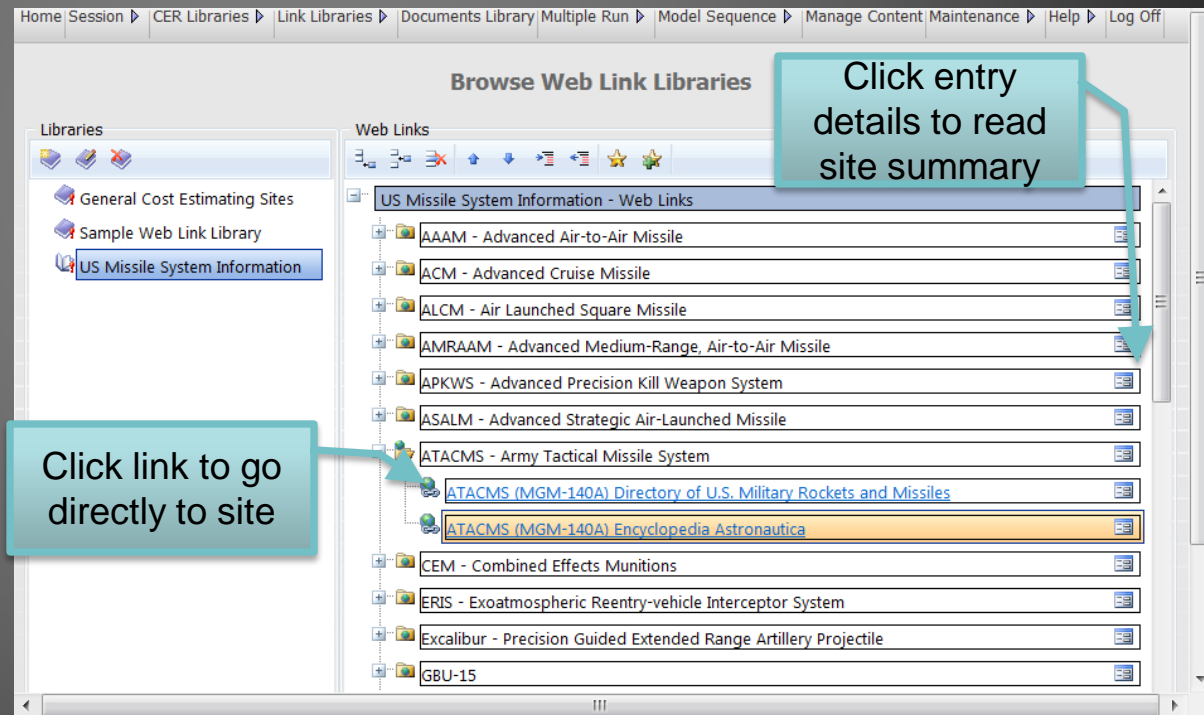 Home Session CER Libraries Link Libraries Documents Library Multiple Run Model Sequence Manage Content Maintenance Help Log Off
Browse Web Link Libraries
Click entry
details to read
site summary
Libraries
Web Links
General Cost Estimating Sites
Sample Web Link Library
US Missile System Information
US Missile System Information - Web Links
AAAM - Advanced Air-to-Air Missile
ACM - Advanced Cruise Missile
ALCM - Air Launched Square Missile
AMRAAM - Advanced Medium-Range, Air-to-Air Missile
APKWS - Advanced Precision Kill Weapon System
ASALM - Advanced Strategic Air-Launched Missile
ATACMS - Army Tactical Missile System
ATACMS (MGM-140A) Directory of U.S. Military Rockets and Missiles
ATACMS (MGM-140A) Encyclopedia Astronautica
CEM - Combined Effects Munitions
ERIS - Exoatmospheric Reentry-vehicle Interceptor System
Excalibur - Precision Guided Extended Range Artillery Projectile
GBU-15
Click link to go
directly to site